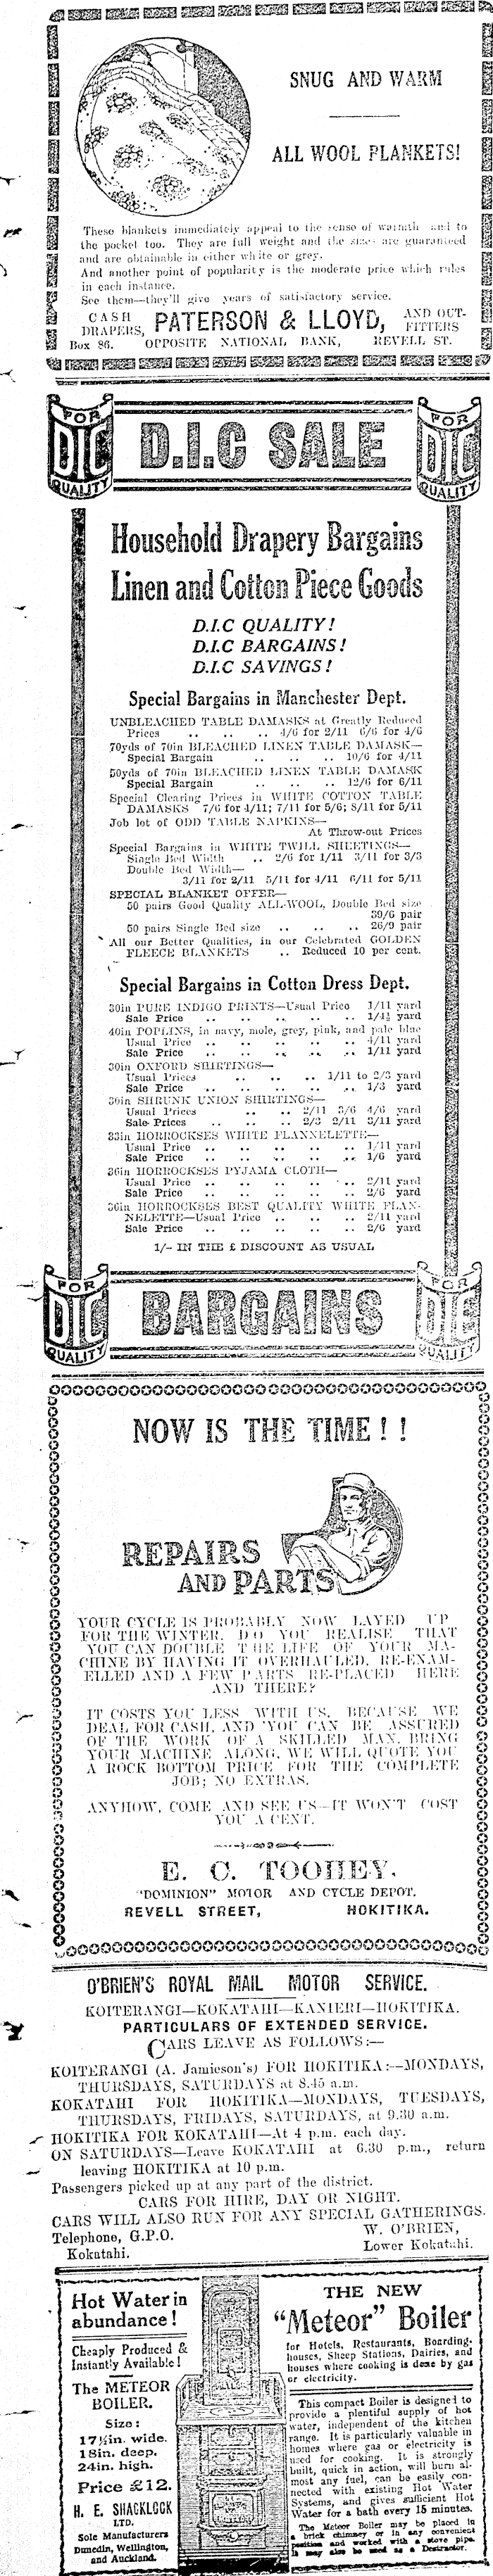 SNUG AND WARM
ALL WOOL PLANKETS!
These blankets immediately appeal to the sense of warmth and to
the pocket too. They are full weight and the sizes are guaranteed
and are obtainable in either white or grey.
And another point of popularity is the moderate price which rules
in each instance.
See them—they'll give years of satisfactory service.
CASH DRAPERS, PATERSON & LLOYD, AND OUT-FITTERS
Box 86. OPPOSITE NATIONAL BANK, REVELL ST.
FOR DIC QUALITY
D.I.C SALE
FOR DIC QUALITY
Household Drapery Bargains
Linen and Cotton Piece Goods
D.I.C QUALITY!
D.I.C BARGAINS!
D.I.C SAVINGS!
Special Bargains in Manchester Dept.
UNBLEACHED TABLE DAMASKS at Greatly Reduced
Prices .. .. .. 4/6 for 2/11 6/6 for 4/6
70yds of 70in BLEACHED LINEN TABLE DAMASK—
Special Bargain .. .. .. 10/6 for 4/11
50yds of 70in BLEACHED LINEN TABLE DAMASK
Special Bargain .. .. .. 12/6 for 6/11
Special Clearing Prices in WHITE COTTON TABLE
DAMASKS 7/6 for 4/11; 7/11 for 5/6; 8/11 for 5/11
Job lot of ODD TABLE NAPKINS—
At Throw-out Prices
Special Bargains in WHITE TWILL SHEETINGS—
Single Bed Width .. 2/6 for 1/11 3/11 for 3/3
Double Bed Width—
3/11 for 2/11 5/11 for 4/11 6/11 for 5/11
SPECIAL BLANKET OFFER—
50 pairs Good Quality ALL-WOOL, Double Bed size
39/6 pair
50 pairs Single Bed size .. .. .. 26/9 pair
All our Better Qualities, in our Celebrated GOLDEN
FLEECE BLANKETS .. Reduced 10 per cent.
Special Bargains in Cotton Dress Dept.
30in PURE INDIGO PRINTS—Usual Price 1/11 yard
Sale Price .. .. .. .. .. 1/4½ yard
40in POPLINS, in navy, mole, grey, pink, and pale blue
Usual Price .. .. .. .. .. 4/11 yard
Sale Price .. .. .. .. .. 1/11 yard
30in OXFORD SHIRTINGS—
Usual Prices .. .. .. 1/11 to 2/3 yard
Sale Price .. .. .. .. .. 1/3 yard
36in SHRUNK UNION SHIRTINGS—
Usual Prices .. .. 2/11 3/6 4/6 yard
Sale Prices .. .. .. 2/3 2/11 3/11 yard
33in HORROCKSES WHITE FLANNELETTE—
Usual Price .. .. .. .. .. 1/11 yard
Sale Price .. .. .. .. .. 1/6 yard
36in HORROCKSES PYJAMA CLOTH—
Usual Price .. .. .. .. .. 2/11 yard
Sale Price .. .. .. .. .. 2/6 yard
36in HORROCKSES BEST QUALITY WHITE FLAN-
NELETTE—Usual Price .. .. .. 2/11 yard
Sale Price .. .. .. .. .. 2/6 yard
1/- IN THE £ DISCOUNT AS USUAL
FOR DIC QUALITY
BARGAINS
FOR DIC QUALITY
NOW IS THE TIME!!
REPAIRS
AND PARTS
YOUR CYCLE IS PROBABLY NOW LAYED UP
FOR THE WINTER. DO YOU REALISE THAT
YOU CAN DOUBLE THE LIFE OF YOUR MA-
CHINE BY HAVING IT OVERHAULED, RE-ENAM-
ELLED AND A FEW PARTS RE-PLACED HERE
AND THERE?
IT COSTS YOU LESS WITH US, BECAUSE WE
DEAL FOR CASH, AND YOU CAN BE ASSURED
OF THE WORK OF A SKILLED MAN. BRING
YOUR MACHINE ALONG, WE WILL QUOTE YOU
A ROCK BOTTOM PRICE FOR THE COMPLETE
JOB; NO EXTRAS.
ANYHOW, COME AND SEE US—IT WON'T COST
YOU A CENT.
E. C. TOOHEY,
"DOMINION" MOTOR AND CYCLE DEPOT.
REVELL STREET, HOKITIKA.
O'BRIEN'S ROYAL MAIL MOTOR SERVICE.
KOITERANGI—KOKATAHI—KANIERI—HOKITIKA.
PARTICULARS OF EXTENDED SERVICE.
CARS LEAVE AS FOLLOWS:—
KOITERANGI (A. Jamieson's) FOR HOKITIKA:—MONDAYS,
THURSDAYS, SATURDAYS at 8.45 a.m.
KOKATAHI FOR HOKITIKA—MONDAYS, TUESDAYS,
THURSDAYS, FRIDAYS, SATURDAYS, at 9.30 a.m.
HOKITIKA FOR KOKATAHI—At 4 p.m. each day.
ON SATURDAYS—Leave KOKATAHI at 6.30 p.m., return
leaving HOKITIKA at 10 p.m.
Passengers picked up at any part of the district.
CARS FOR HIRE, DAY OR NIGHT.
CARS WILL ALSO RUN FOR ANY SPECIAL GATHERINGS.
Telephone, G.P.O. W. O'BRIEN,
Kokatahi. Lower Kokatahi.
Hot Water in
abundance!
Cheaply Produced &
Instantly Available!
The METEOR
BOILER.
Size:
17½in. wide.
18in. deep.
24in. high.
Price £12.
H. E. SHACKLOCK
LTD.
Sole Manufacturers
Dunedin, Wellington,
and Auckland.
THE NEW
"Meteor" Boiler
for Hotels, Restaurants, Boarding-
houses, Sheep Stations, Dairies, and
houses where cooking is done by gas
or electricity.
This compact Boiler is designed to
provide a plentiful supply of hot
water, independent of the kitchen
range. It is particularly valuable in
homes where gas or electricity is
used for cooking. It is strongly
built, quick in action, will burn al-
most any fuel, can be easily con-
nected with existing Hot Water
Systems, and gives sufficient Hot
Water for a bath every 15 minutes.
The Meteor Boiler may be placed in
a brick chimney or in any convenient
position and worked with a stove pipe.
It may also be used as a Destructor.